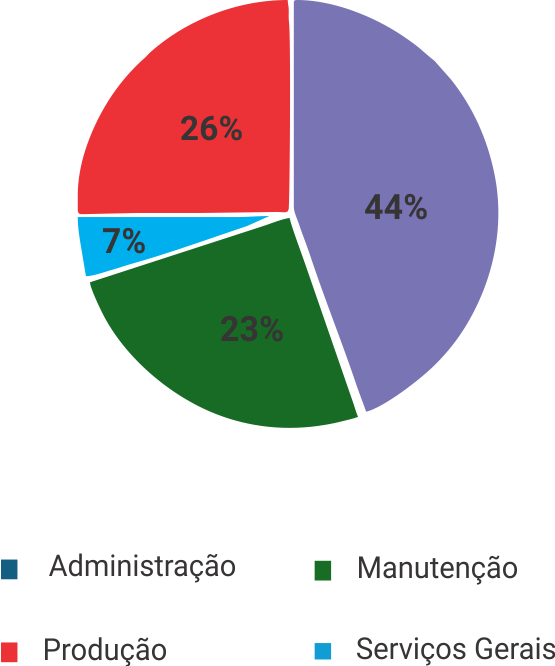 26%
44%
7%
23%
Administração
Manutenção
Produção
Serviços Gerais